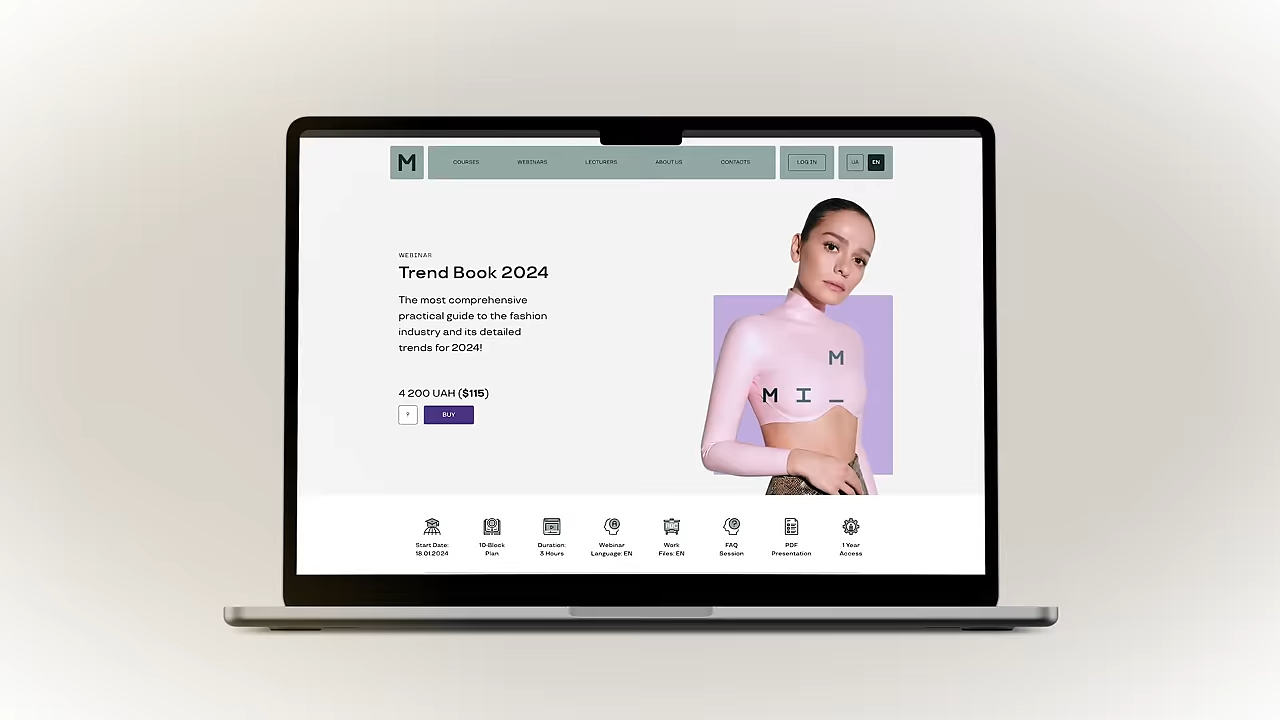 M
COURSES WEBINARS LECTURERS ABOUT US CONTACTS LOG IN UA EN
WEBINAR
Trend Book 2024
The most comprehensive
practical guide to the fashion
industry and its detailed
trends for 2024!
4 200 UAH ($115)
? BUY
M
M I _
Start Date:
18.01.2024
10-Block
Plan
Duration:
3 Hours
Webinar
Language: EN
Work
Files: EN
FAQ
Session
PDF
Presentation
1 Year
Access